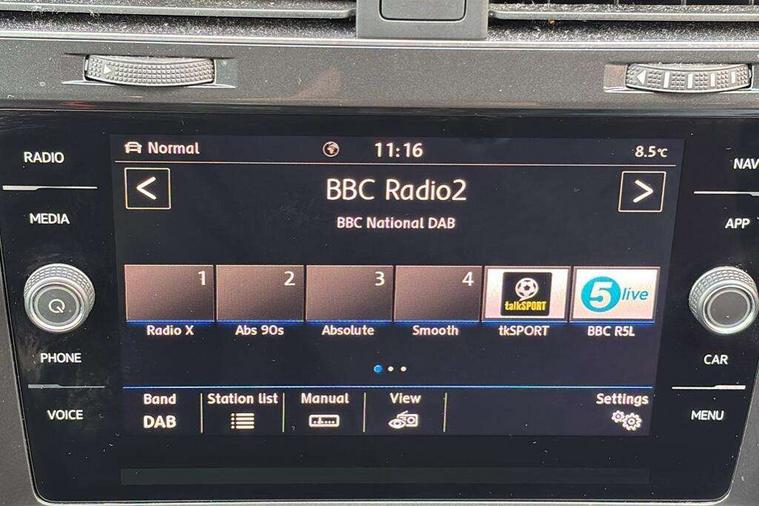 RADIO
MEDIA
PHONE
VOICE
Normal 11:16 8.5°C
< BBC Radio2 >
BBC National DAB
1 2 3 4 talkSPORT 5 live
Radio X Abs 90s Absolute Smooth tkSPORT BBC R5L
Band Station list Manual View Settings
DAB
NAV
APP
CAR
MENU